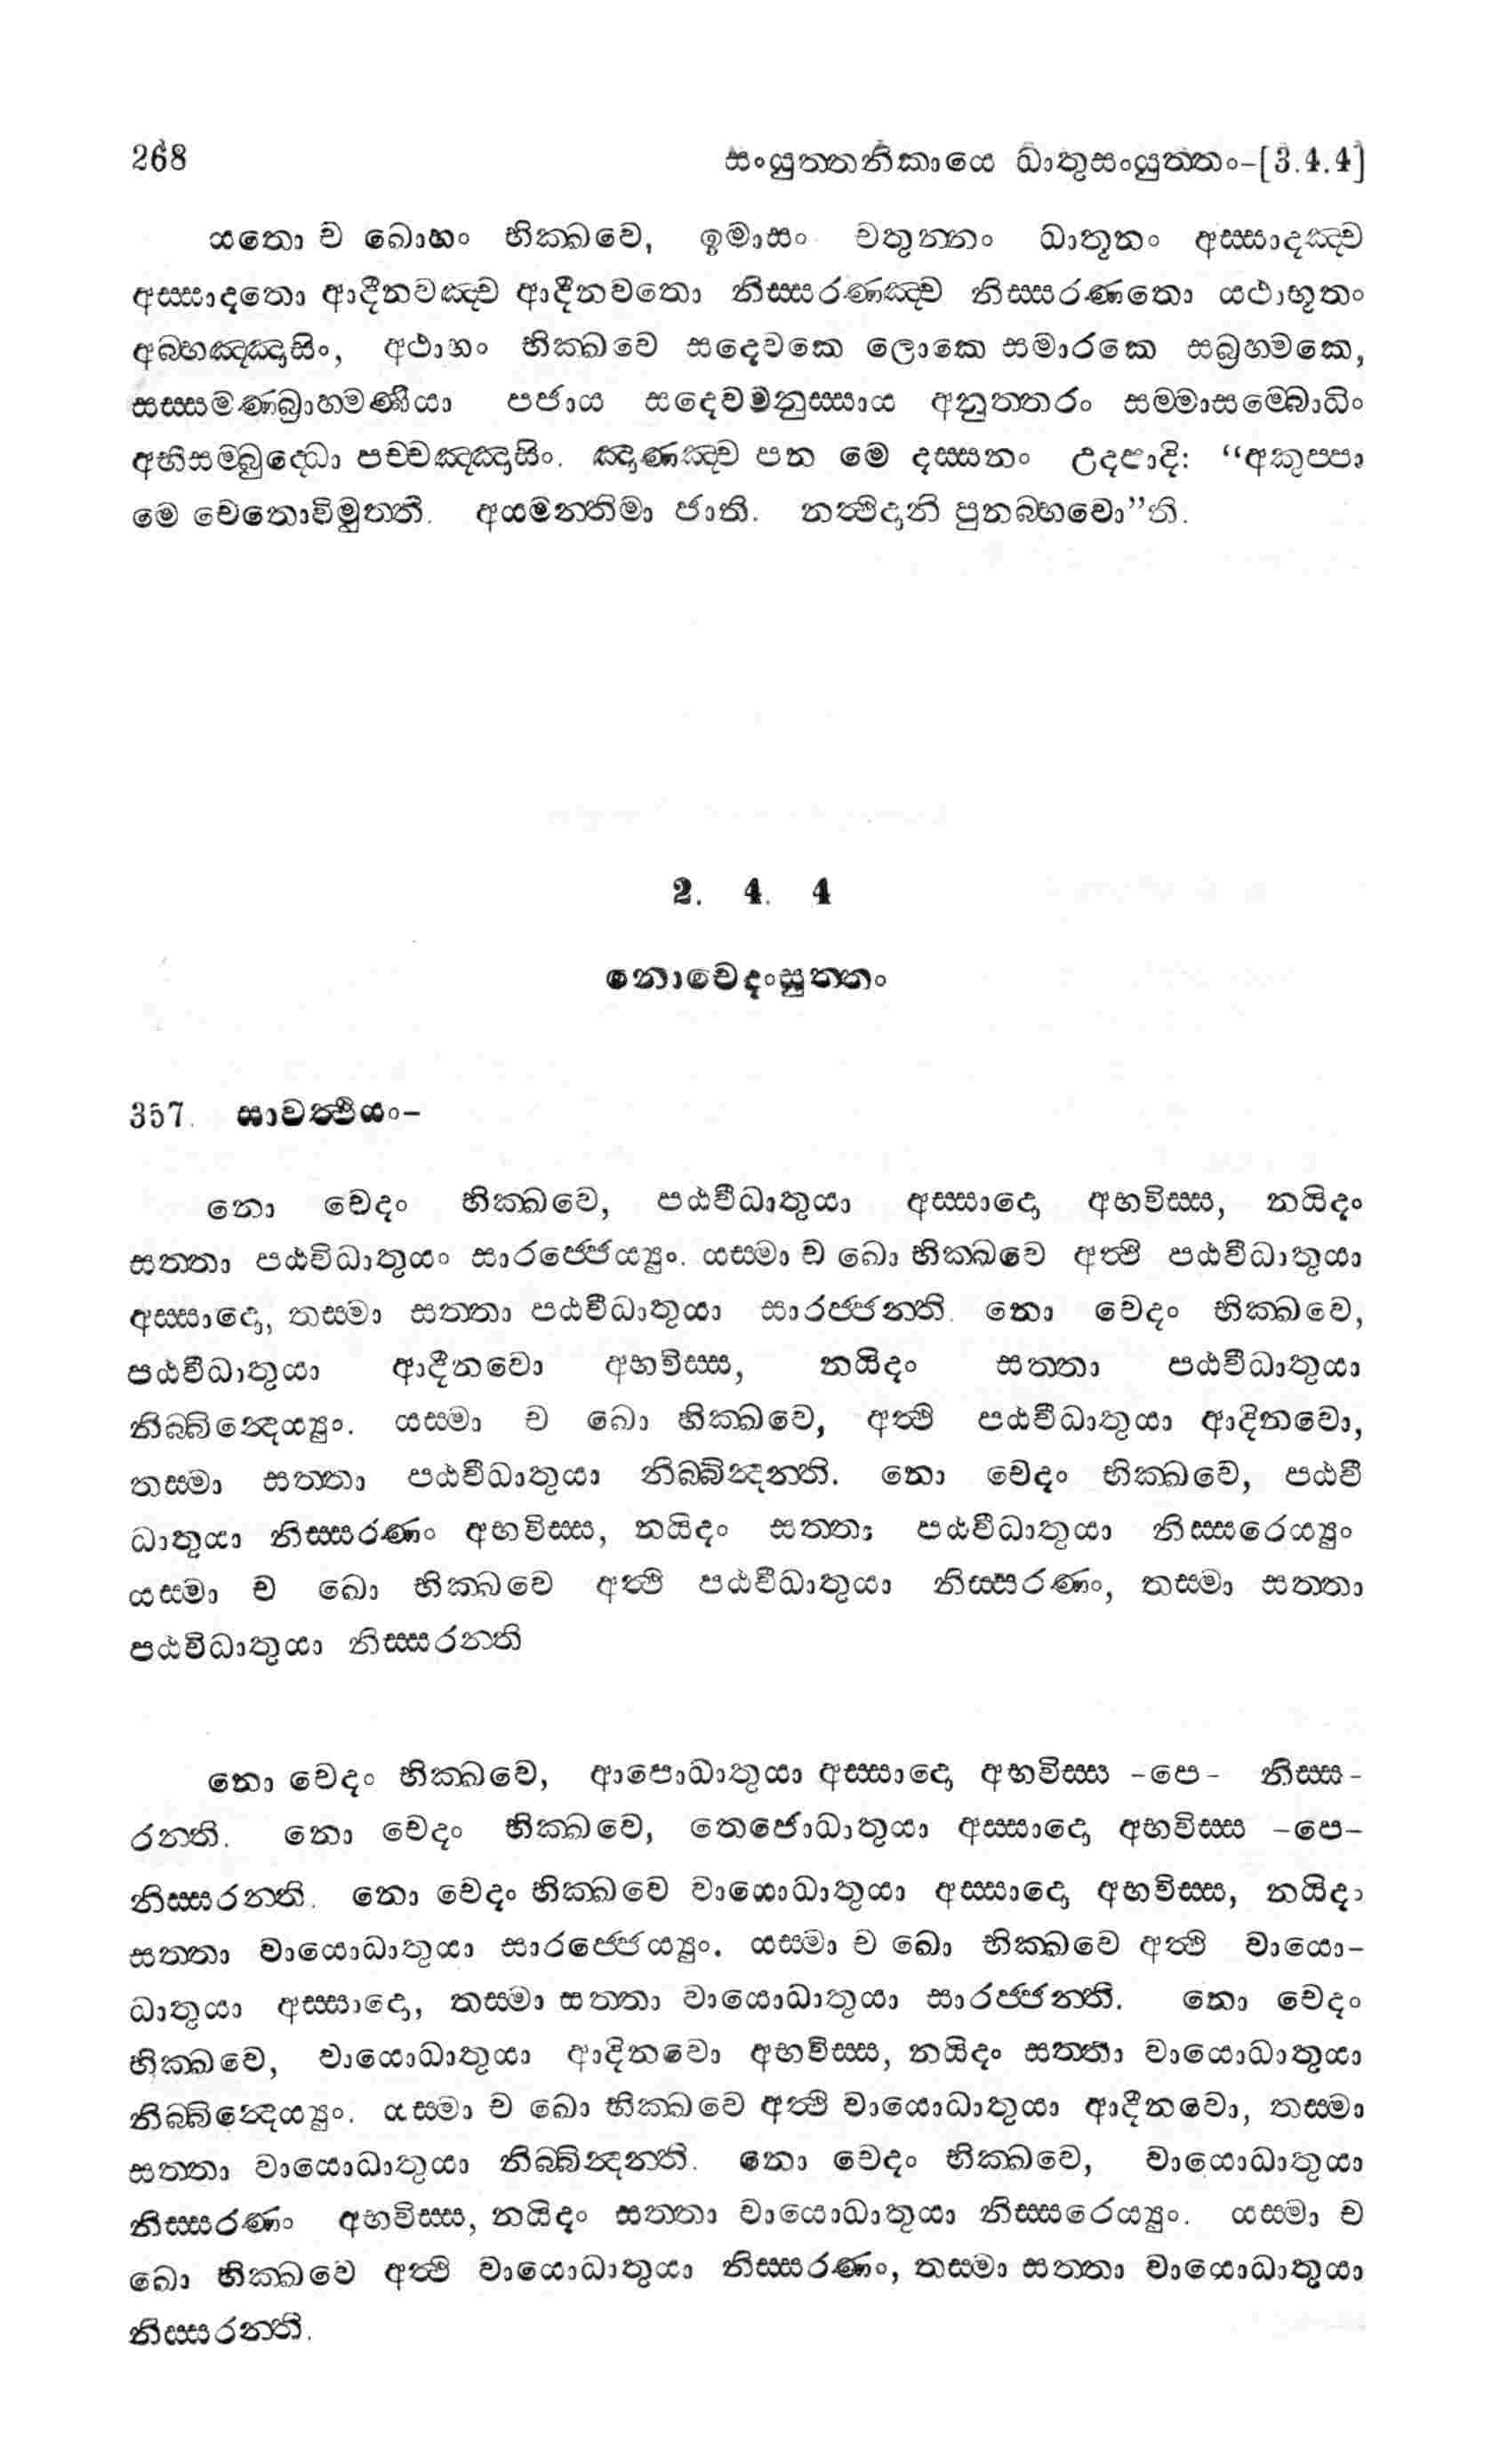 268 සංයුත්තනිකායෙ ධාතුසංයුත්තං-[3.4.4]
යතො ච ඛොහං භික්ඛවෙ, ඉමාසං චතුන්නං ධාතූනං අස්සාදඤ්ච
අස්සාදතො ආදීනවඤ්ච ආදීනවතො නිස්සරණඤ්ච නිස්සරණතො යථාභූතං
අබ්භඤ්ඤාසිං, අථාහං භික්ඛවෙ සදෙවකෙ ලොකෙ සමාරකෙ සබ්‍රහ්මකෙ,
සස්සමණබ්‍රාහ්මණියා පජාය සදෙවමනුස්සාය අනුත්තරං සම්මාසම්බොධිං
අභිසම්බුද්ධො පච්චඤ්ඤාසිං. ඤාණඤ්ච පන මෙ දස්සනං උදපාදි: “අකුප්පා
මෙ චෙතොවිමුත්ති. අයමන්තිමා ජාති. නත්ථිදානි පුනබ්භවො”ති.
2. 4. 4
නොචෙදංසුත්තං
357. සාවත්ථියං-
නො චෙදං භික්ඛවෙ, පඨවීධාතුයා අස්සාදො අභවිස්ස, නයිදං
සත්තා පඨවිධාතුයං සාරජ්ජෙය්‍යුං. යස්මා ච ඛො භික්ඛවෙ අත්ථි පඨවීධාතුයා
අස්සාදො, තස්මා සත්තා පඨවීධාතුයා සාරජ්ජන්ති. නො චෙදං භික්ඛවෙ,
පඨවීධාතුයා ආදීනවො අභවිස්ස, නයිදං සත්තා පඨවීධාතුයා
නිබ්බින්දෙය්‍යුං. යස්මා ච ඛො භික්ඛවෙ, අත්ථි පඨවීධාතුයා ආදිනවො,
තස්මා සත්තා පඨවීධාතුයා නිබ්බින්දන්ති. නො චෙදං භික්ඛවෙ, පඨවී
ධාතුයා නිස්සරණං අභවිස්ස, නයිදං සත්තා පඨවීධාතුයා නිස්සරෙය්‍යුං
යස්මා ච ඛො භික්ඛවෙ අත්ථි පඨවීධාතුයා නිස්සරණං, තස්මා සත්තා
පඨවිධාතුයා නිස්සරන්ති
නො චෙදං භික්ඛවෙ, ආපොධාතුයා අස්සාදො අභවිස්ස -පෙ- නිස්ස-
රන්ති. නො චෙදං භික්ඛවෙ, තෙජොධාතුයා අස්සාදො අභවිස්ස -පෙ-
නිස්සරන්ති. නො චෙදං භික්ඛවෙ වායොධාතුයා අස්සාදො අභවිස්ස, නයිදං
සත්තා වායොධාතුයා සාරජ්ජෙය්‍යුං. යස්මා ච ඛො භික්ඛවෙ අත්ථි වායො-
ධාතුයා අස්සාදො, තස්මා සත්තා වායොධාතුයා සාරජ්ජන්ති. නො චෙදං
භික්ඛවෙ, වායොධාතුයා ආදිනවො අභවිස්ස, නයිදං සත්තා වායොධාතුයා
නිබ්බින්දෙය්‍යුං. යස්මා ච ඛො භික්ඛවෙ අත්ථි වායොධාතුයා ආදීනවො, තස්මා
සත්තා වායොධාතුයා නිබ්බින්දන්ති. නො චෙදං භික්ඛවෙ, වායොධාතුයා
නිස්සරණං අභවිස්ස, නයිදං සත්තා වායොධාතුයා නිස්සරෙය්‍යුං. යස්මා ච
ඛො භික්ඛවෙ අත්ථි වායොධාතුයා නිස්සරණං, තස්මා සත්තා වායොධාතුයා
නිස්සරන්ති.